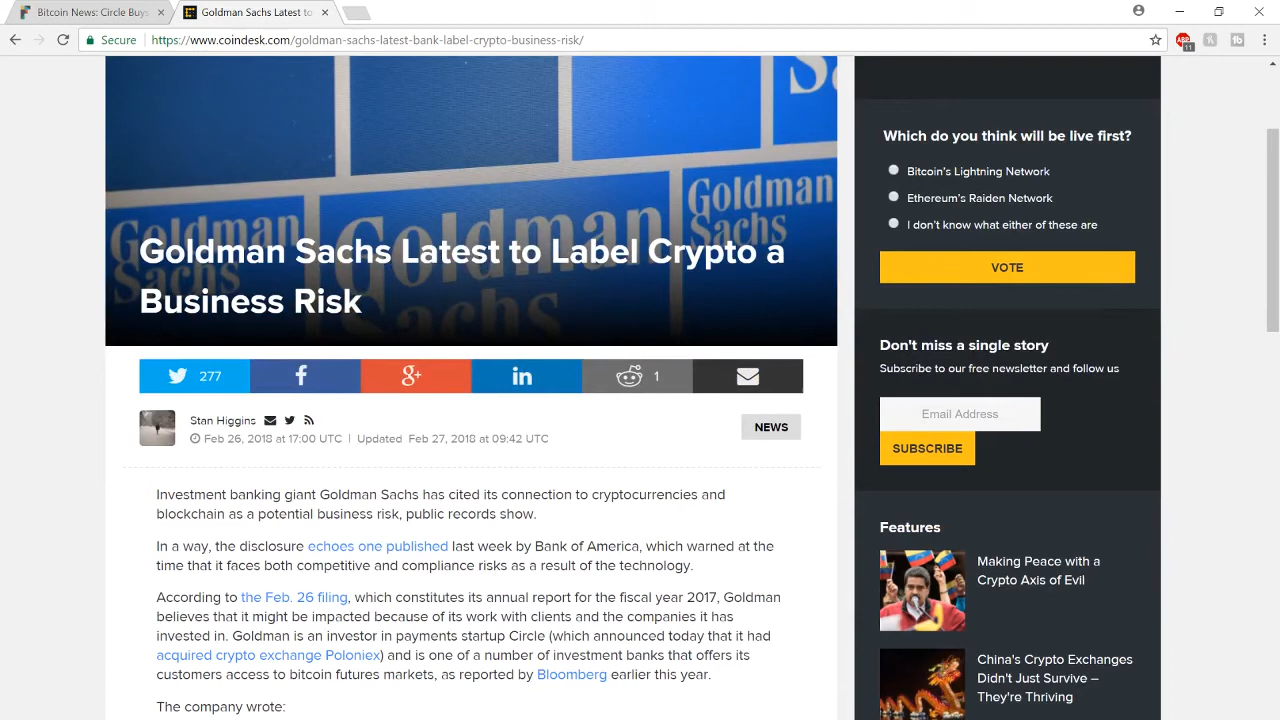 Bitcoin News: Circle Buys
Goldman Sachs Latest to
Secure
https://www.coindesk.com/goldman-sachs-latest-bank-label-crypto-business-risk/
ABP
11
Goldman
Sachs
Goldman
Sachs
Goldman
Sachs
Goldman Sachs Latest to Label Crypto a
Business Risk
277
1
Stan Higgins
Feb 26, 2018 at 17:00 UTC | Updated Feb 27, 2018 at 09:42 UTC
NEWS
Investment banking giant Goldman Sachs has cited its connection to cryptocurrencies and
blockchain as a potential business risk, public records show.
In a way, the disclosure echoes one published last week by Bank of America, which warned at the
time that it faces both competitive and compliance risks as a result of the technology.
According to the Feb. 26 filing, which constitutes its annual report for the fiscal year 2017, Goldman
believes that it might be impacted because of its work with clients and the companies it has
invested in. Goldman is an investor in payments startup Circle (which announced today that it had
acquired crypto exchange Poloniex) and is one of a number of investment banks that offers its
customers access to bitcoin futures markets, as reported by Bloomberg earlier this year.
The company wrote:
Which do you think will be live first?
Bitcoin's Lightning Network
Ethereum's Raiden Network
I don't know what either of these are
VOTE
Don't miss a single story
Subscribe to our free newsletter and follow us
Email Address
SUBSCRIBE
Features
Making Peace with a
Crypto Axis of Evil
China's Crypto Exchanges
Didn't Just Survive –
They're Thriving